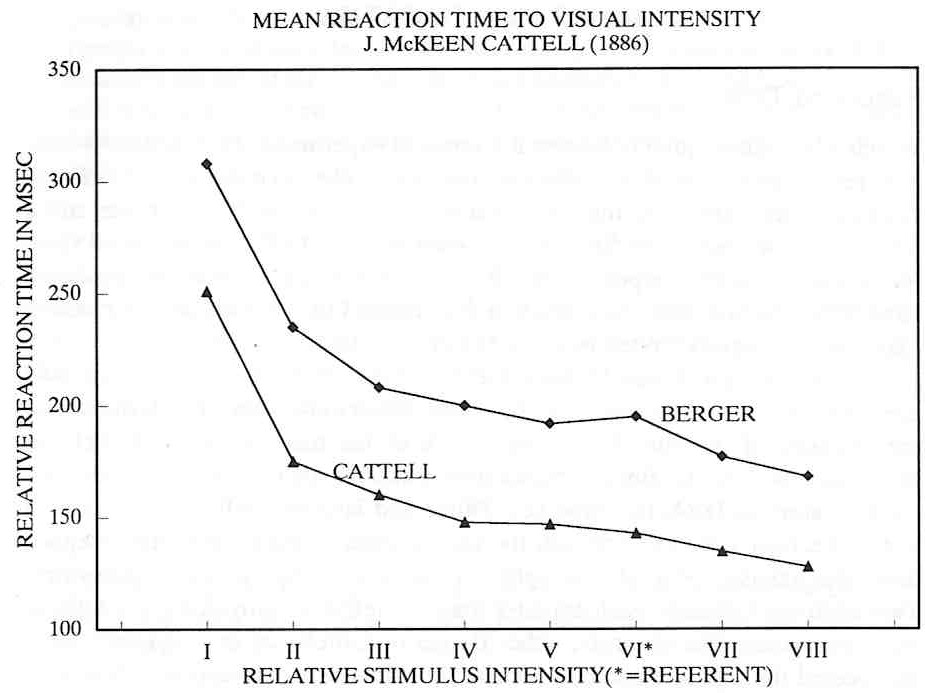 MEAN REACTION TIME TO VISUAL INTENSITY
J. McKEEN CATTELL (1886)
RELATIVE REACTION TIME IN MSEC
350
300
250
200
150
100
BERGER
CATTELL
I II III IV V VI* VII VIII
RELATIVE STIMULUS INTENSITY(*=REFERENT)